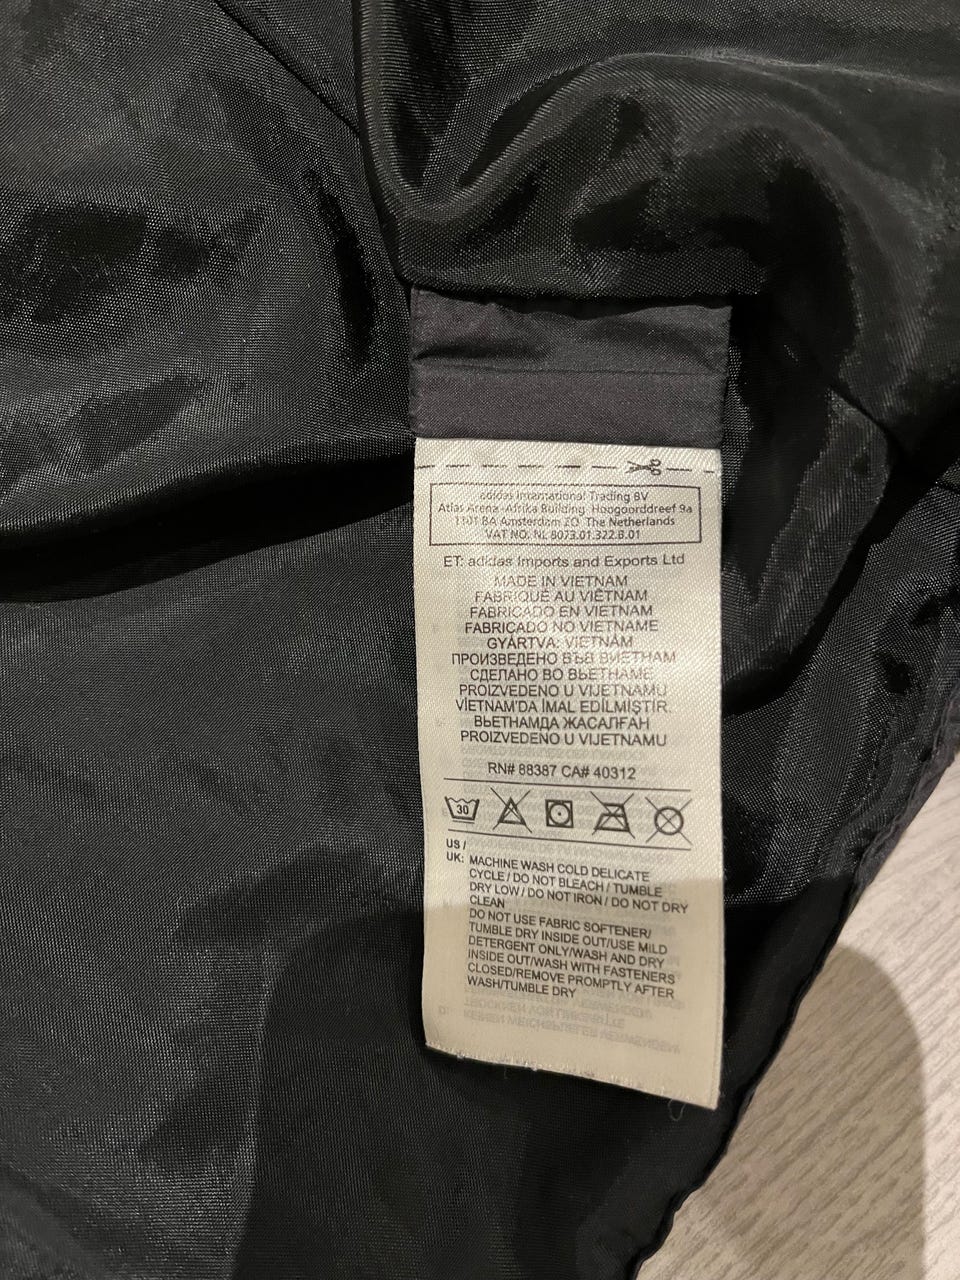 adidas International Trading BV
Atlas Arena -Afrika Building Hoogoorddreef 9a
1101 BA Amsterdam ZO The Netherlands
VAT NO. NL 8073.01.322.B.01
ET: adidas Imports and Exports Ltd
MADE IN VIETNAM
FABRIQUÉ AU VIÊTNAM
FABRICADO EN VIETNAM
FABRICADO NO VIETNAME
GYÁRTVA: VIETNÁM
ПРОИЗВЕДЕНО ВЪВ ВИЕТНАМ
СДЕЛАНО ВО ВЬЕТНАМЕ
PROIZVEDENO U VIJETNAMU
VİETNAM'DA İMAL EDİLMİŞTİR.
ВЬЕТНАМДА ЖАСАЛҒАН
PROIZVEDENO U VIJETNAMU
RN# 88387 CA# 40312
30
US /
UK: MACHINE WASH COLD DELICATE
CYCLE / DO NOT BLEACH / TUMBLE
DRY LOW / DO NOT IRON / DO NOT DRY
CLEAN
DO NOT USE FABRIC SOFTENER/
TUMBLE DRY INSIDE OUT/USE MILD
DETERGENT ONLY/WASH AND DRY
INSIDE OUT/WASH WITH FASTENERS
CLOSED/REMOVE PROMPTLY AFTER
WASH/TUMBLE DRY